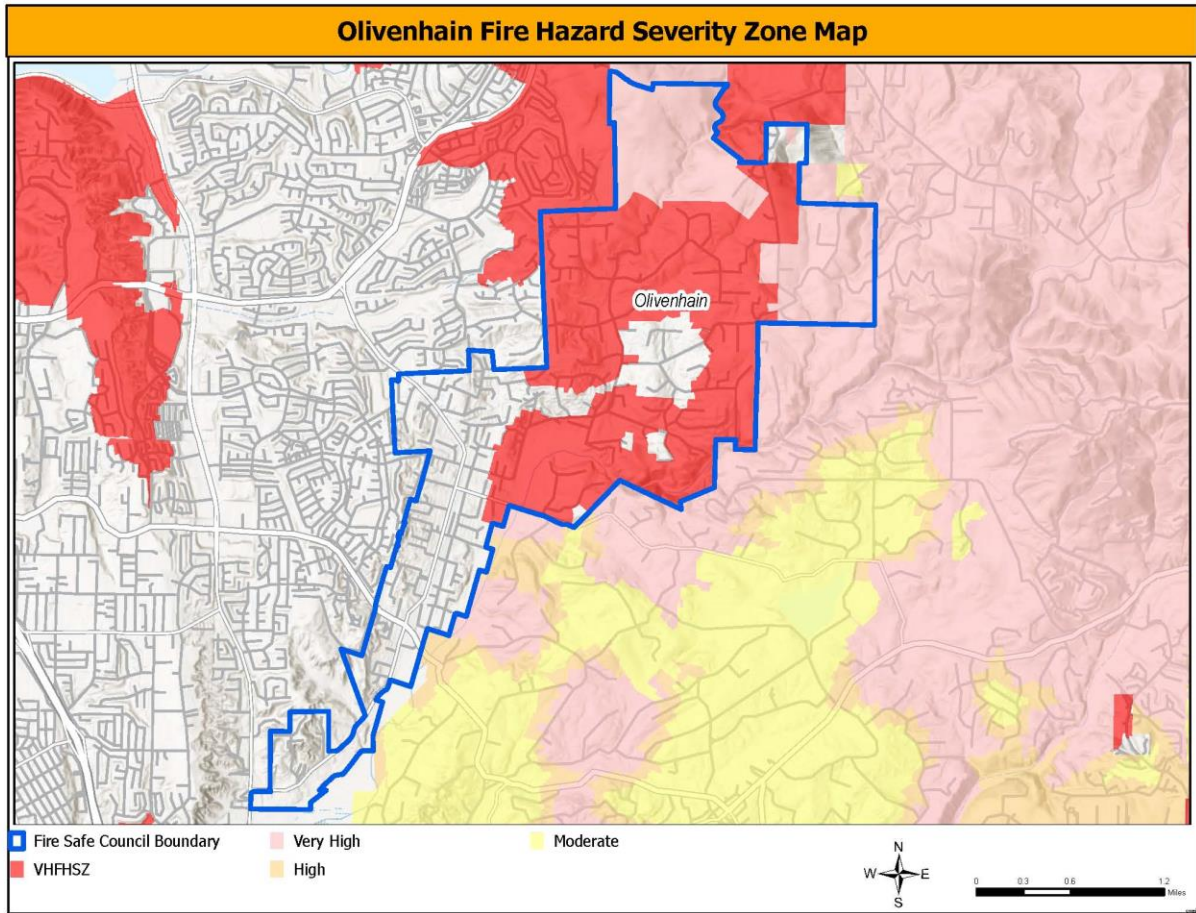 Olivenhain Fire Hazard Severity Zone Map
Olivenhain
Fire Safe Council Boundary
Very High
Moderate
VHFHSZ
High
N
W E
S
0 0.3 0.6 1.2
Miles